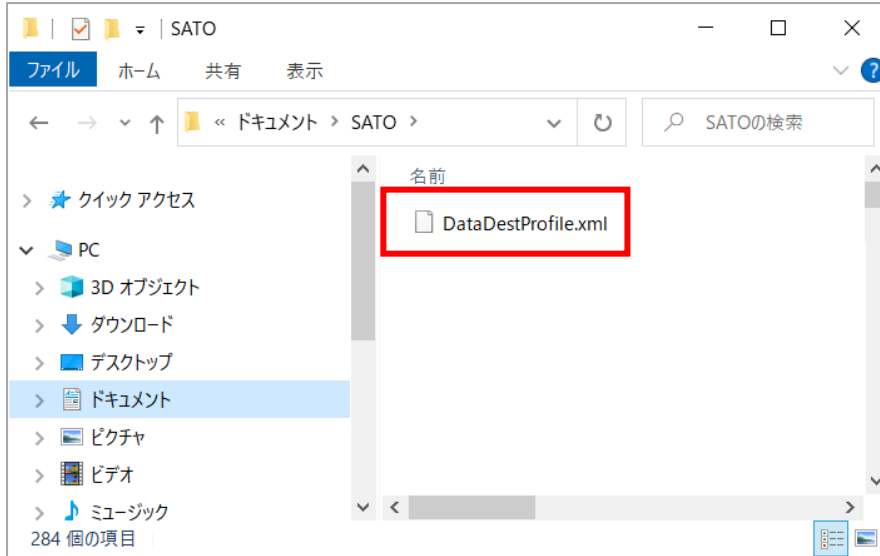 SATO
ファイル ホーム 共有 表示 ?
« ドキュメント > SATO > SATOの検索
名前
DataDestProfile.xml
クイック アクセス
PC
3D オブジェクト
ダウンロード
デスクトップ
ドキュメント
ピクチャ
ビデオ
ミュージック
284 個の項目